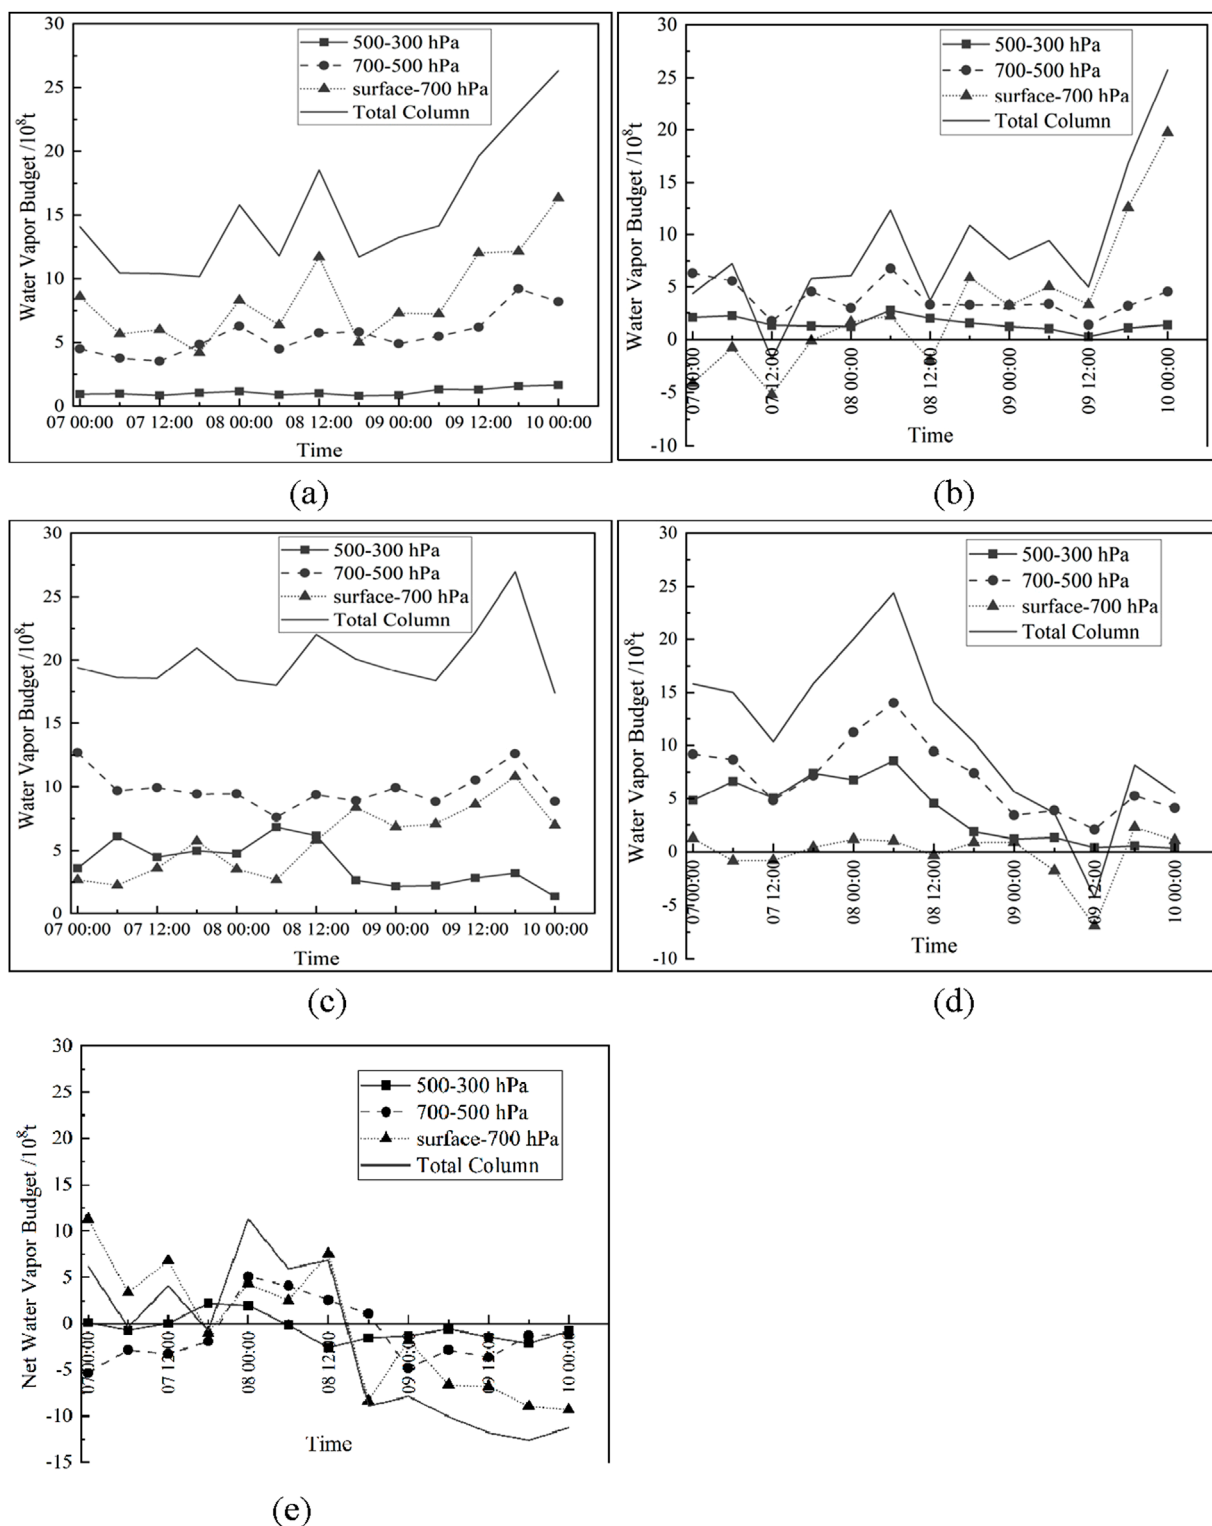 30
25
20
15
10
5
0
Water Vapor Budget /10⁸t
500-300 hPa
700-500 hPa
surface-700 hPa
Total Column
07 00:00 07 12:00 08 00:00 08 12:00 09 00:00 09 12:00 10 00:00
Time
(a)
30
25
20
15
10
5
0
-5
-10
Water Vapor Budget /10⁸t
500-300 hPa
700-500 hPa
surface-700 hPa
Total Column
07 00:00
07 12:00
08 00:00
08 12:00
09 00:00
09 12:00
10 00:00
Time
(b)
30
25
20
15
10
5
0
Water Vapor Budget /10⁸t
500-300 hPa
700-500 hPa
surface-700 hPa
Total Column
07 00:00 07 12:00 08 00:00 08 12:00 09 00:00 09 12:00 10 00:00
Time
(c)
30
25
20
15
10
5
0
-5
-10
Water Vapor Budget /10⁸t
500-300 hPa
700-500 hPa
surface-700 hPa
Total Column
07 00:00
07 12:00
08 00:00
08 12:00
09 00:00
09 12:00
10 00:00
Time
(d)
30
25
20
15
10
5
0
-5
-10
-15
Net Water Vapor Budget /10⁸t
500-300 hPa
700-500 hPa
surface-700 hPa
Total Column
07 00:00
07 12:00
08 00:00
08 12:00
09 00:00
09 12:00
10 00:00
Time
(e)